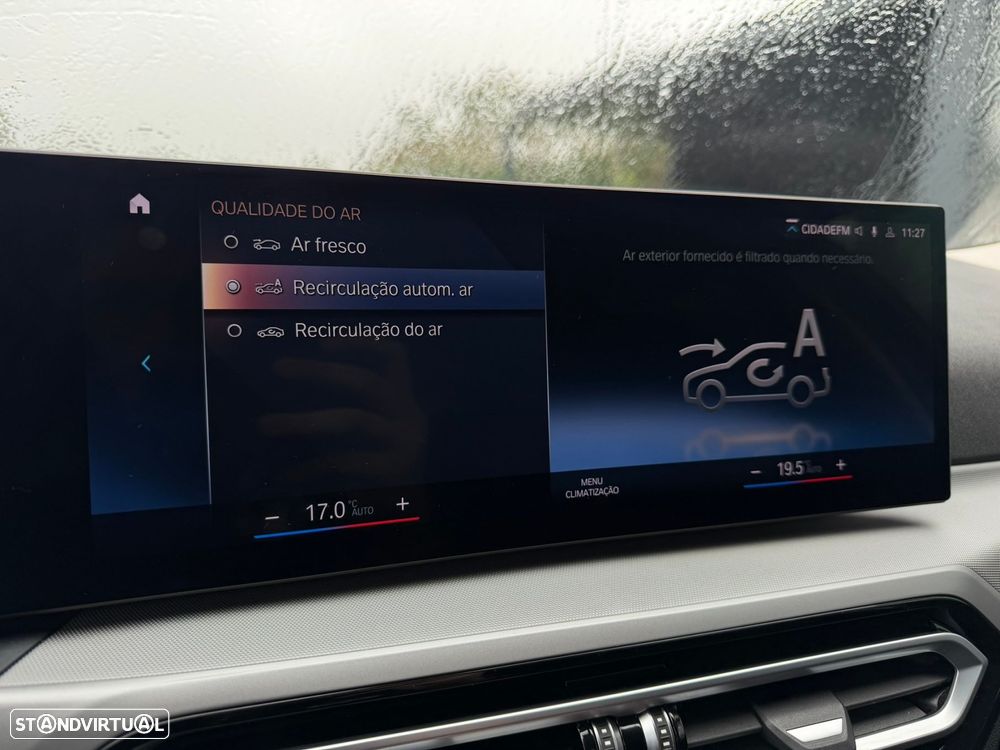 QUALIDADE DO AR
Ar fresco
Recirculação autom. ar
Recirculação do ar
CIDADEFM 11:27
Ar exterior fornecido é filtrado quando necessário.
A
− 17.0 °C AUTO +
MENU
CLIMATIZAÇÃO
− 19.5 °C AUTO +
STANDVIRTUAL